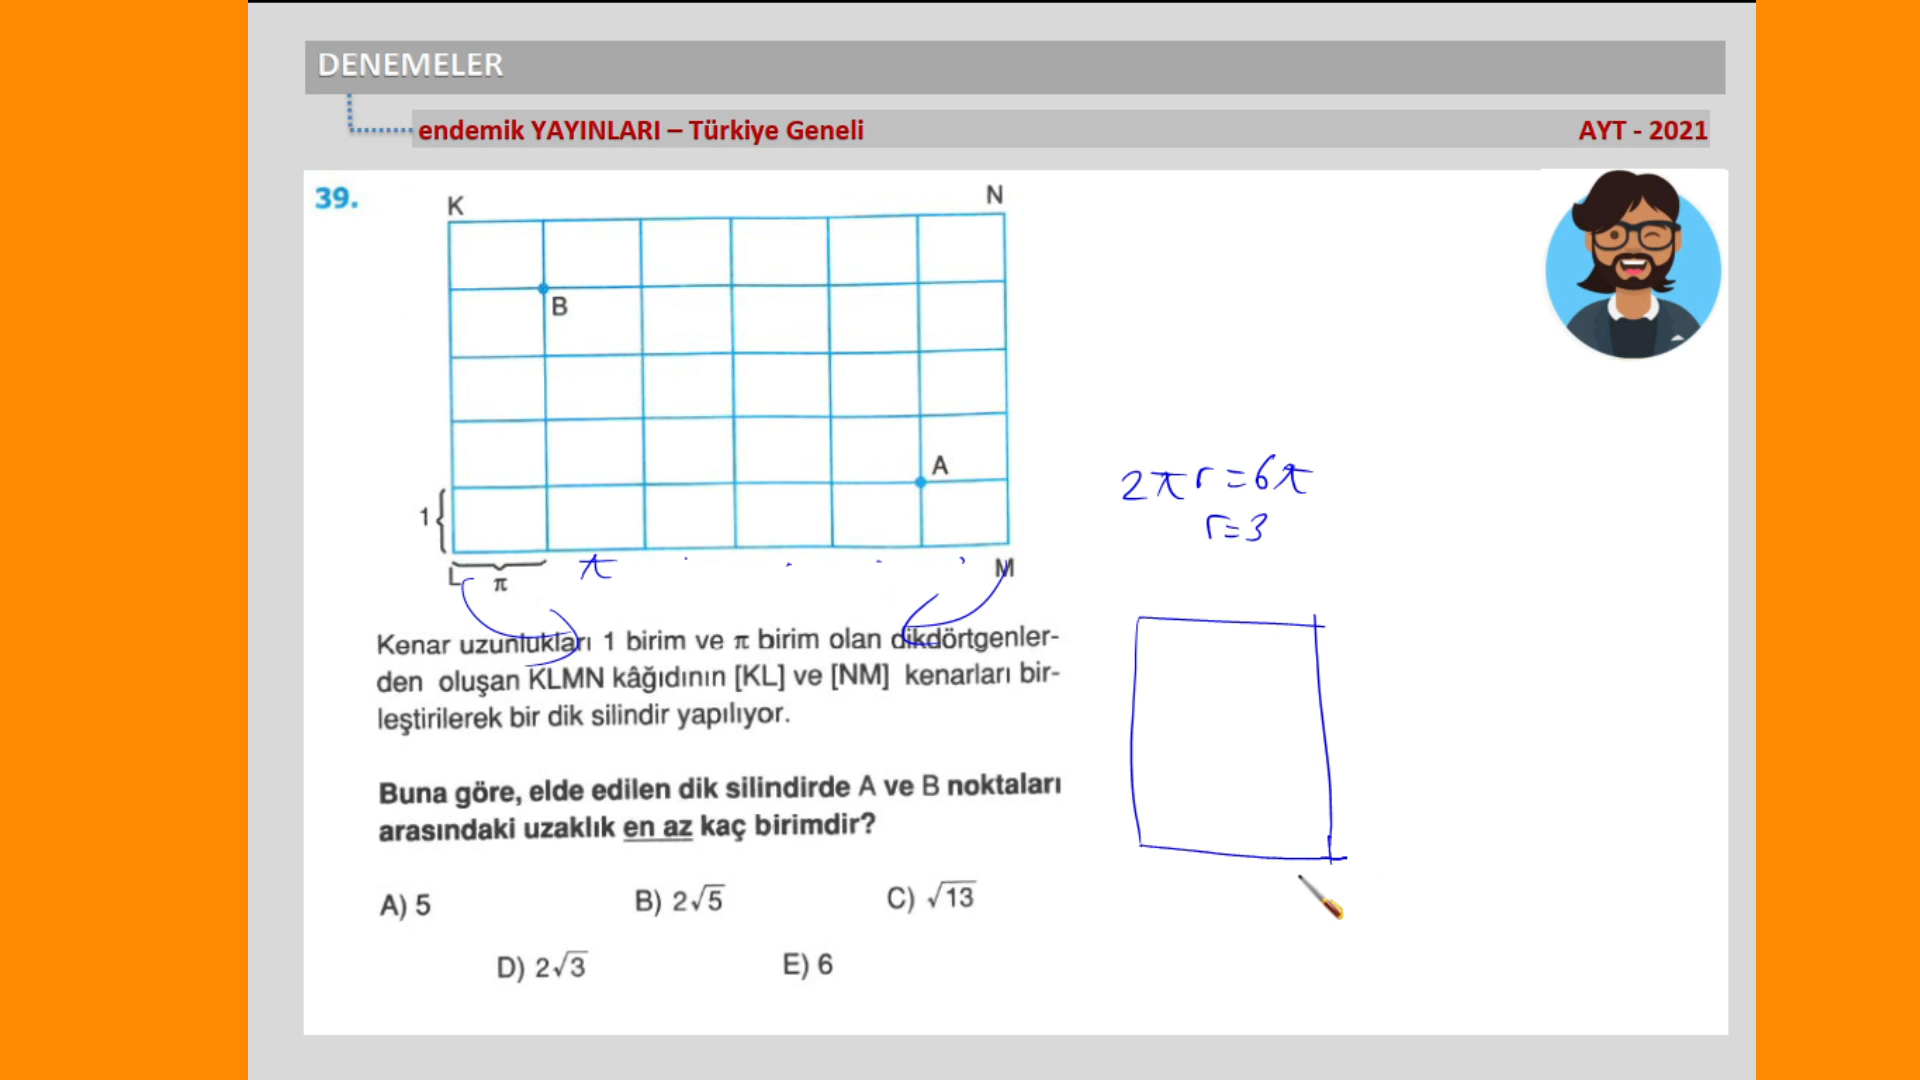 DENEMELER
endemik YAYINLARI – Türkiye Geneli
AYT - 2021
39.
K
N
B
A
1
L
π
π
M
2πr=6π
r=3
Kenar uzunlukları 1 birim ve π birim olan dikdörtgenler-
den oluşan KLMN kâğıdının [KL] ve [NM] kenarları bir-
leştirilerek bir dik silindir yapılıyor.
Buna göre, elde edilen dik silindirde A ve B noktaları
arasındaki uzaklık en az kaç birimdir?
A) 5
B) 2√5
C) √13
D) 2√3
E) 6